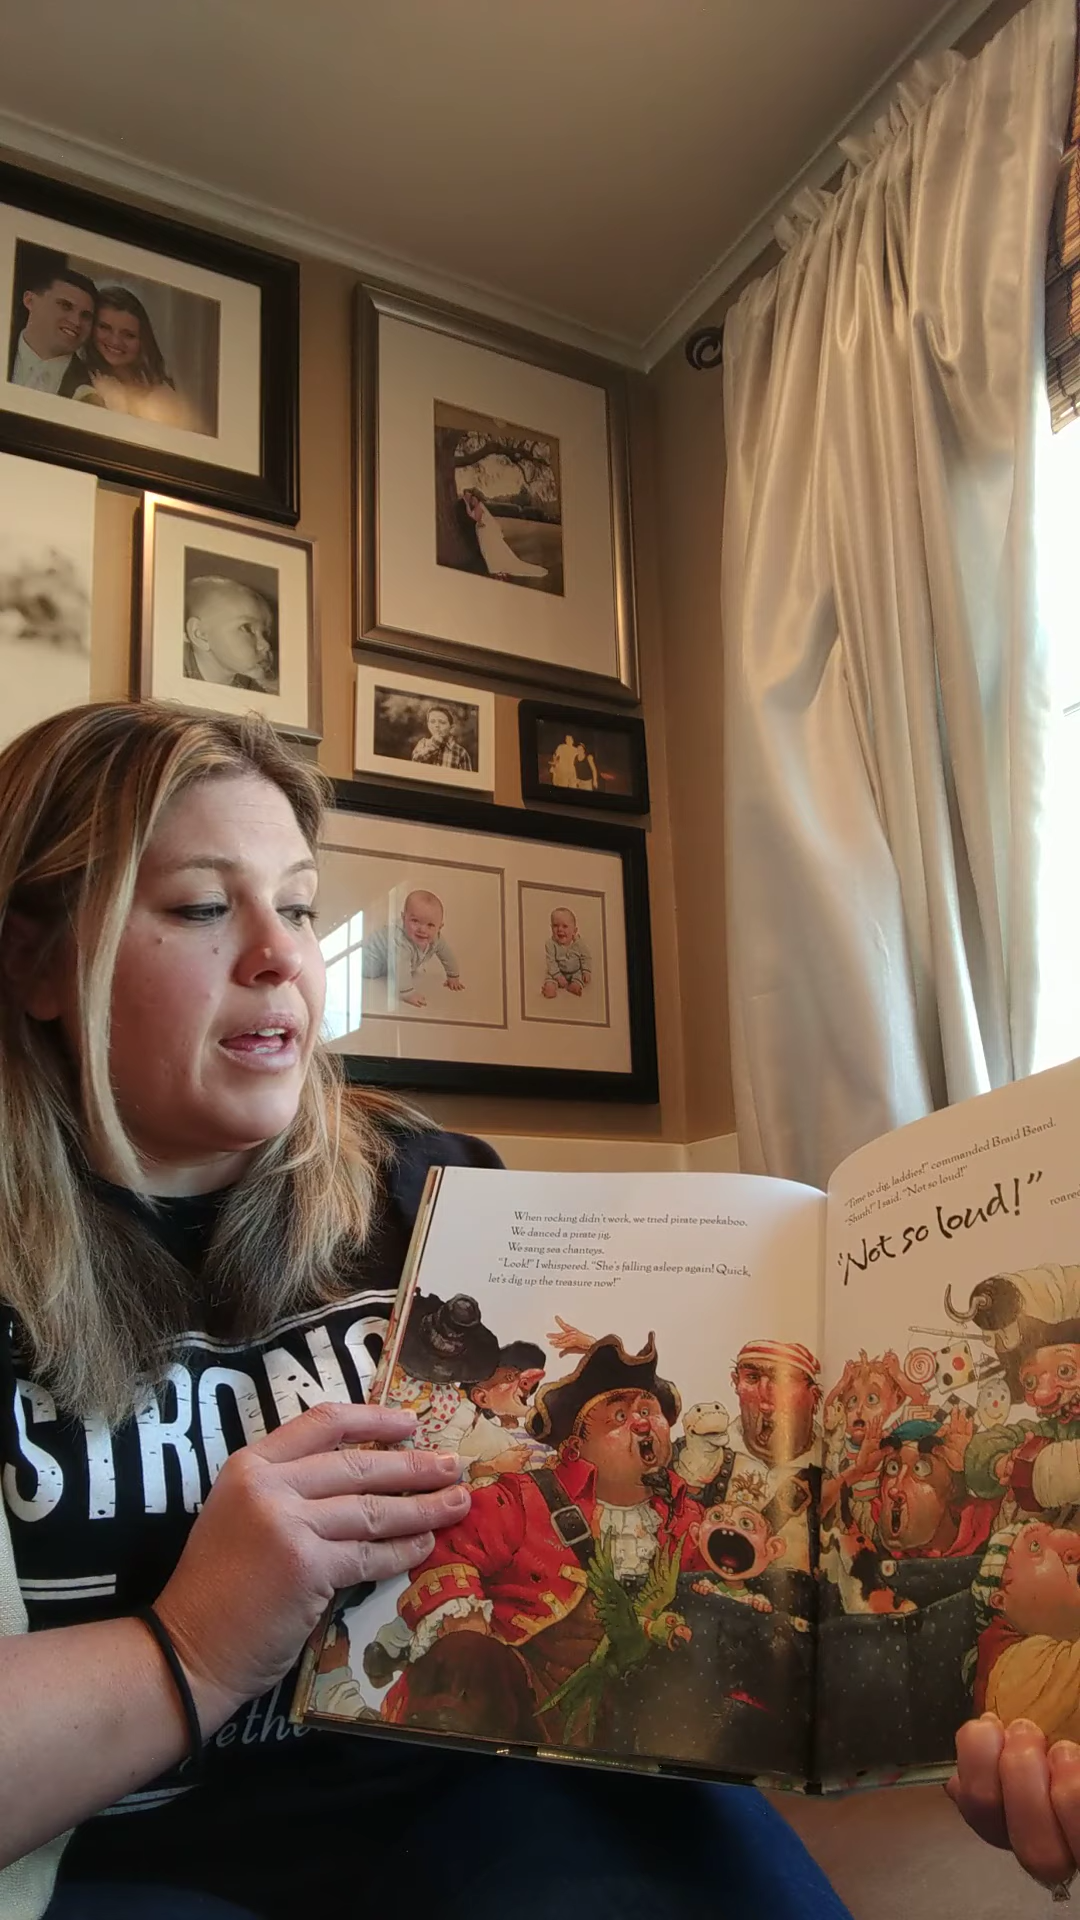 When rocking didn't work, we tried pirate peekaboo.
We danced a pirate jig.
We sang sea chanteys.
"Look!" I whispered. "She's falling asleep again! Quick,
let's dig up the treasure now!"
"Time to dig, laddies!" commanded Braid Beard.
"Shush!" I said. "Not so loud!"
"Not so loud!" roared
STRONG